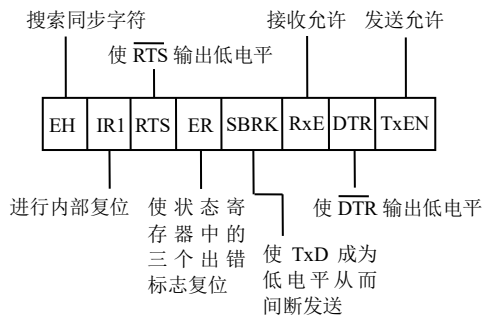 搜索同步字符
接收允许
发送允许
使 RTS 输出低电平
EH IR1 RTS ER SBRK RxE DTR TxEN
进行内部复位
使状态寄
存器中的
三个出错
标志复位
使 TxD 成为
低电平从而
间断发送
使 DTR 输出低电平